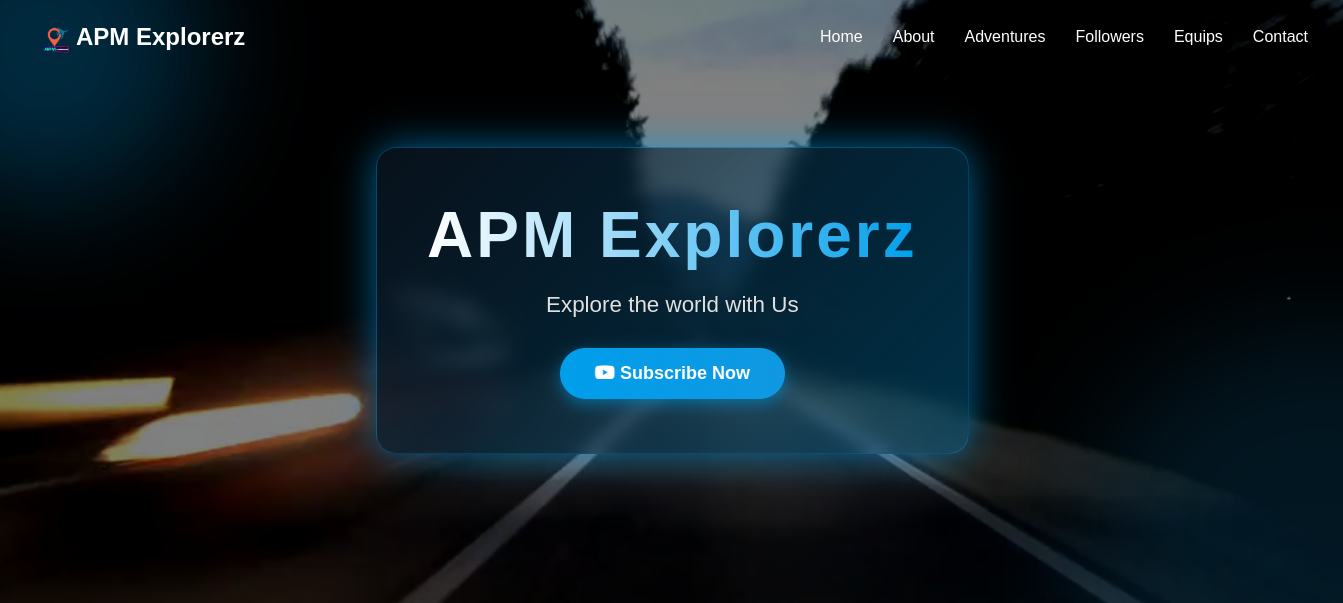 APM Explorerz
Home About Adventures Followers Equips Contact
APM Explorerz
Explore the world with Us
Subscribe Now